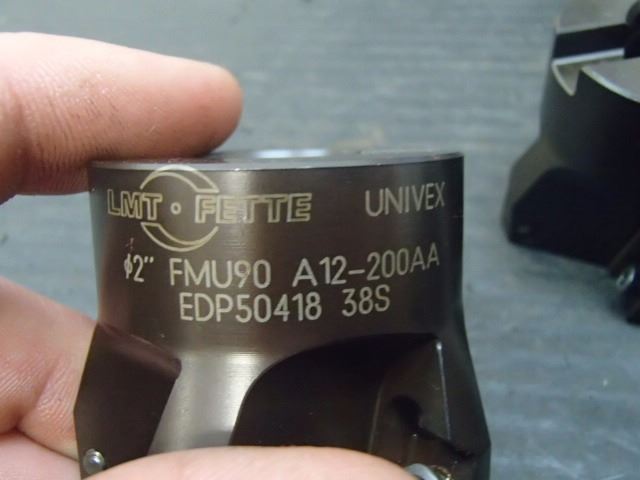 LMT · FETTE UNIVEX
φ2" FMU90 A12-200AA
EDP50418 38S